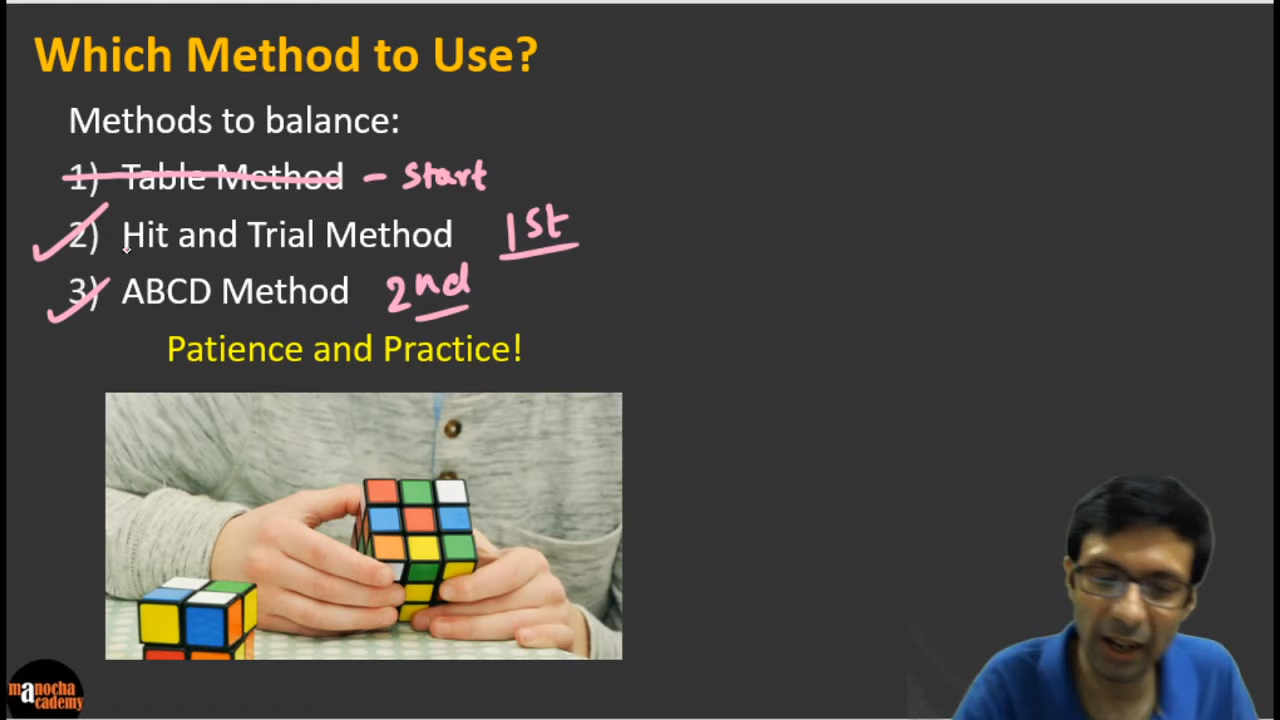 Which Method to Use?
Methods to balance:
1) Table Method - Start
2) Hit and Trial Method 1st
3) ABCD Method 2nd
Patience and Practice!
manocha
academy